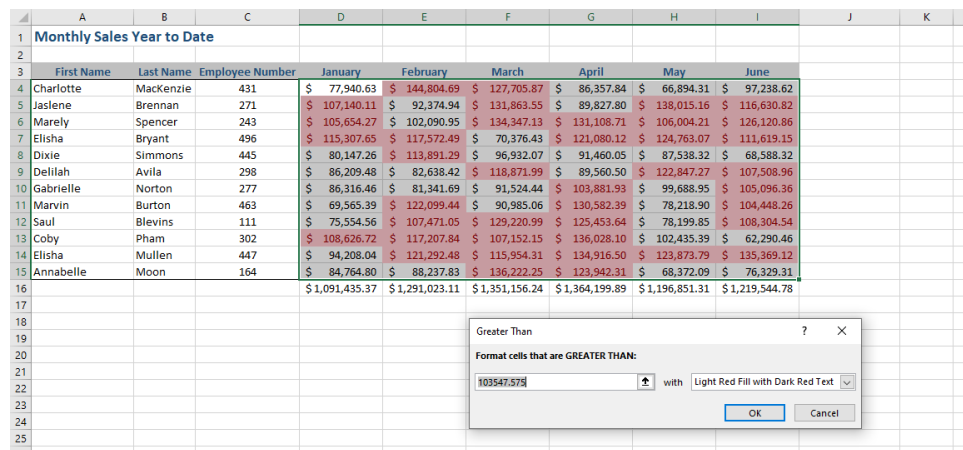 A B C D E F G H I J K
1 Monthly Sales Year to Date
2
3 First Name Last Name Employee Number January February March April May June
4 Charlotte MacKenzie 431 $ 77,940.63 $ 144,804.69 $ 127,705.87 $ 86,357.84 $ 66,894.31 $ 97,238.62
5 Jaslene Brennan 271 $ 107,140.11 $ 92,374.94 $ 131,863.55 $ 89,827.80 $ 138,015.16 $ 116,630.82
6 Marely Spencer 243 $ 105,654.27 $ 102,090.95 $ 134,347.13 $ 131,108.71 $ 106,004.21 $ 126,120.86
7 Elisha Bryant 496 $ 115,307.65 $ 117,572.49 $ 70,376.43 $ 121,080.12 $ 124,763.07 $ 111,619.15
8 Dixie Simmons 445 $ 80,147.26 $ 113,891.29 $ 96,932.07 $ 91,460.05 $ 87,538.32 $ 68,588.32
9 Delilah Avila 298 $ 86,209.48 $ 82,638.42 $ 118,871.99 $ 89,560.50 $ 122,847.27 $ 107,508.96
10 Gabrielle Norton 277 $ 86,316.46 $ 81,341.69 $ 91,524.44 $ 103,881.93 $ 99,688.95 $ 105,096.36
11 Marvin Burton 463 $ 69,565.39 $ 122,099.44 $ 90,985.06 $ 130,582.39 $ 78,218.90 $ 104,448.26
12 Saul Blevins 111 $ 75,554.56 $ 107,471.05 $ 129,220.99 $ 125,453.64 $ 78,199.85 $ 108,304.54
13 Coby Pham 302 $ 108,626.72 $ 117,207.84 $ 107,152.15 $ 136,028.10 $ 102,435.39 $ 62,290.46
14 Elisha Mullen 447 $ 94,208.04 $ 121,292.48 $ 115,954.31 $ 134,916.50 $ 123,873.79 $ 135,369.12
15 Annabelle Moon 164 $ 84,764.80 $ 88,237.83 $ 136,222.25 $ 123,942.31 $ 68,372.09 $ 76,329.31
16 $ 1,091,435.37 $ 1,291,023.11 $ 1,351,156.24 $ 1,364,199.89 $ 1,196,851.31 $ 1,219,544.78
17
18
19
20
21
22
23
24
25
Greater Than ? X
Format cells that are GREATER THAN:
103547.575 with Light Red Fill with Dark Red Text
OK Cancel